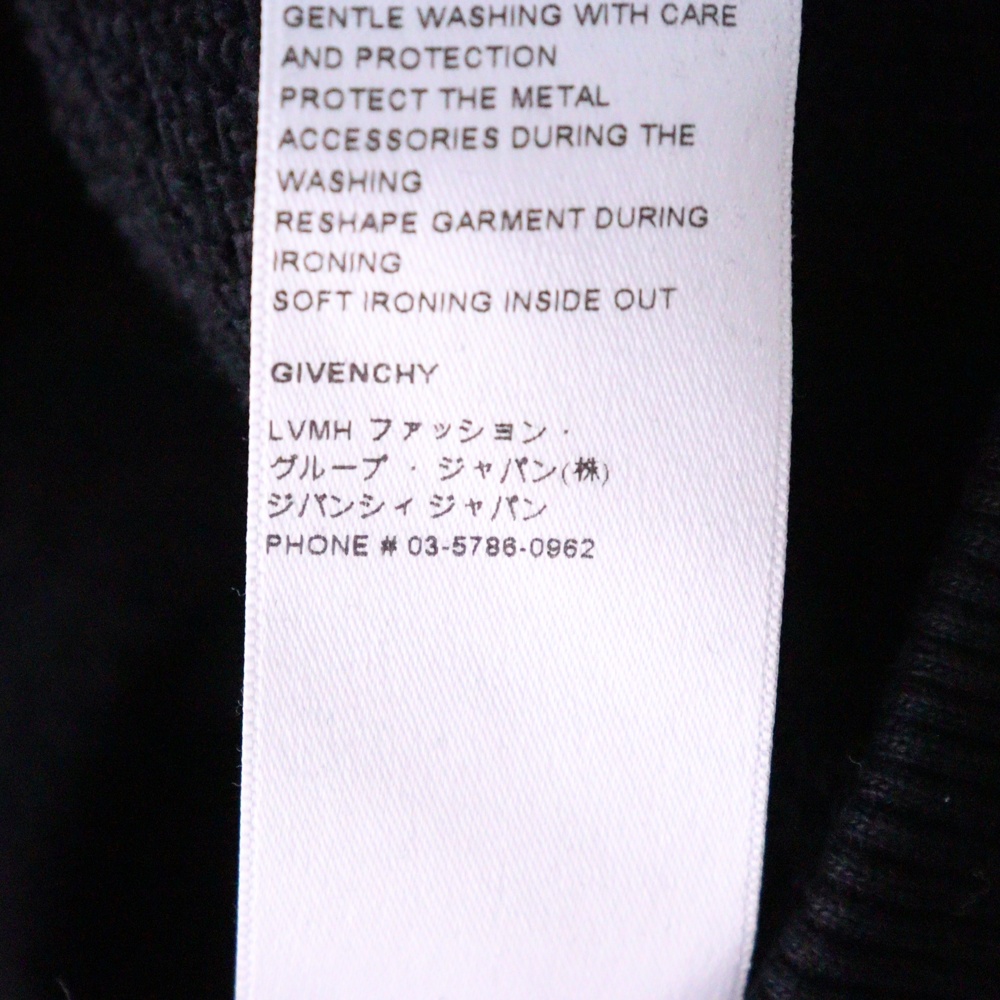 GENTLE WASHING WITH CARE
AND PROTECTION
PROTECT THE METAL
ACCESSORIES DURING THE
WASHING
RESHAPE GARMENT DURING
IRONING
SOFT IRONING INSIDE OUT
GIVENCHY
LVMH ファッション ·
グループ · ジャパン(株)
ジバンシィ ジャパン
PHONE # 03-5786-0962